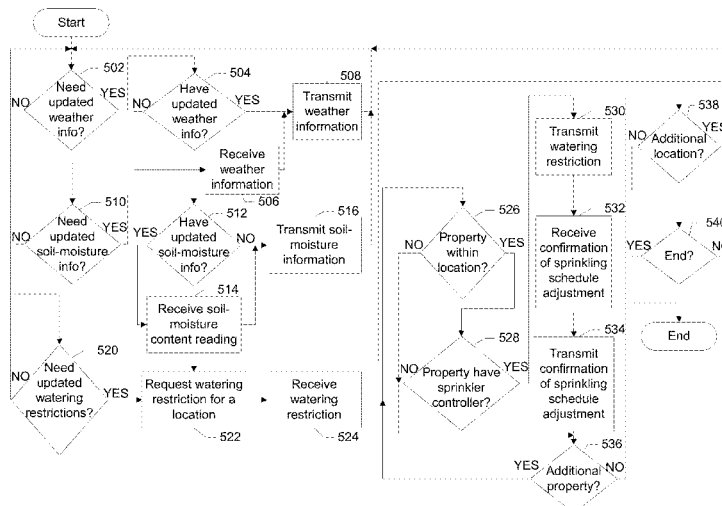 Start
502
Need
updated
weather
info?
NO
YES
504
Have
updated
weather
info?
NO
YES
508
Transmit
weather
information
Receive
weather
information
506
510
Need
updated
soil-moisture
info?
NO
YES
512
Have
updated
soil-moisture
info?
YES
NO
516
Transmit soil-
moisture
information
514
Receive soil-
moisture
content reading
520
Need
updated
watering
restrictions?
NO
YES
Request watering
restriction for a
location
522
Receive
watering
restriction
524
526
Property
within
location?
NO
YES
528
Property have
sprinkler
controller?
NO
YES
530
Transmit
watering
restriction
532
Receive
confirmation
of sprinkling
schedule
adjustment
534
Transmit
confirmation
of sprinkling
schedule
adjustment
536
Additional
property?
YES
NO
538
Additional
location?
NO
YES
540
End?
YES
NO
End